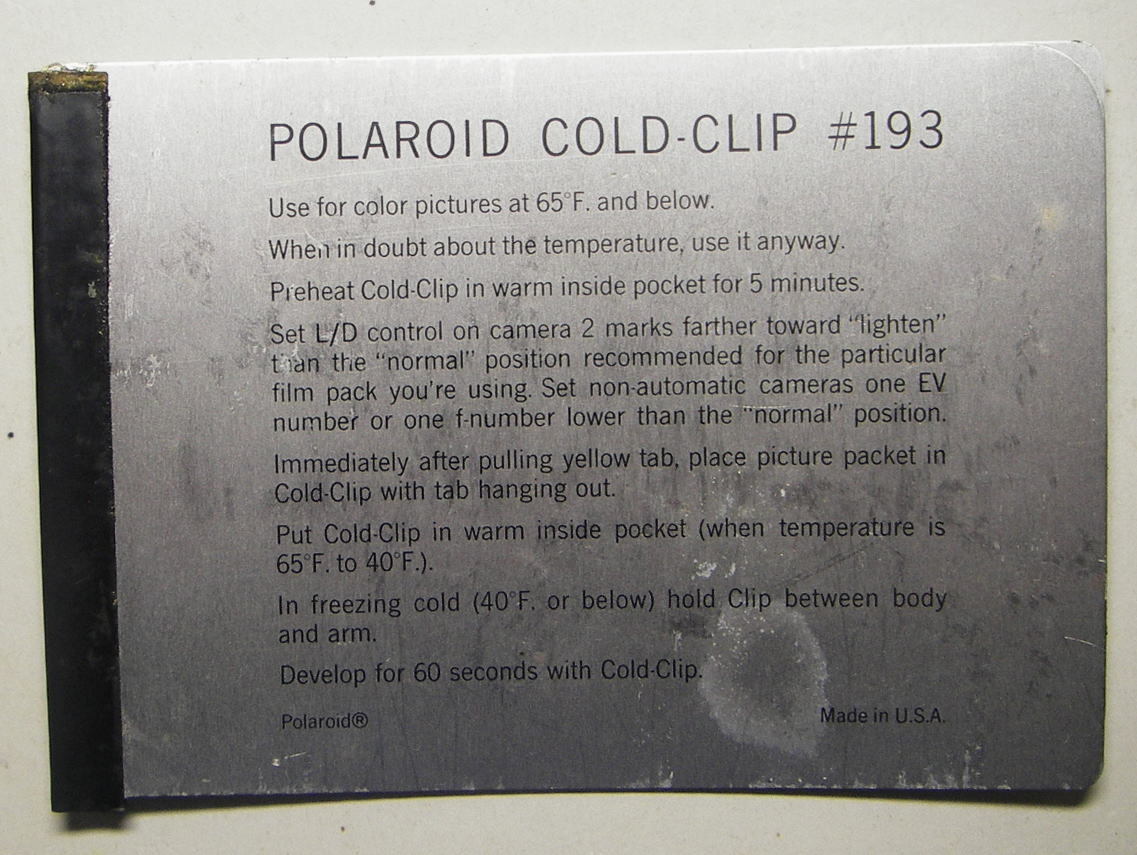 POLAROID COLD-CLIP #193
Use for color pictures at 65°F. and below.
When in doubt about the temperature, use it anyway.
Preheat Cold-Clip in warm inside pocket for 5 minutes.
Set L/D control on camera 2 marks farther toward “lighten”
than the “normal” position recommended for the particular
film pack you're using. Set non-automatic cameras one EV
number or one f-number lower than the “normal” position.
Immediately after pulling yellow tab, place picture packet in
Cold-Clip with tab hanging out.
Put Cold-Clip in warm inside pocket (when temperature is
65°F. to 40°F.).
In freezing cold (40°F. or below) hold Clip between body
and arm.
Develop for 60 seconds with Cold-Clip.
Polaroid® Made in U.S.A.